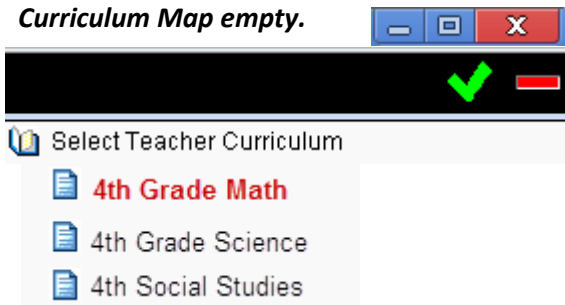 Curriculum Map empty.
Select Teacher Curriculum
4th Grade Math
4th Grade Science
4th Social Studies